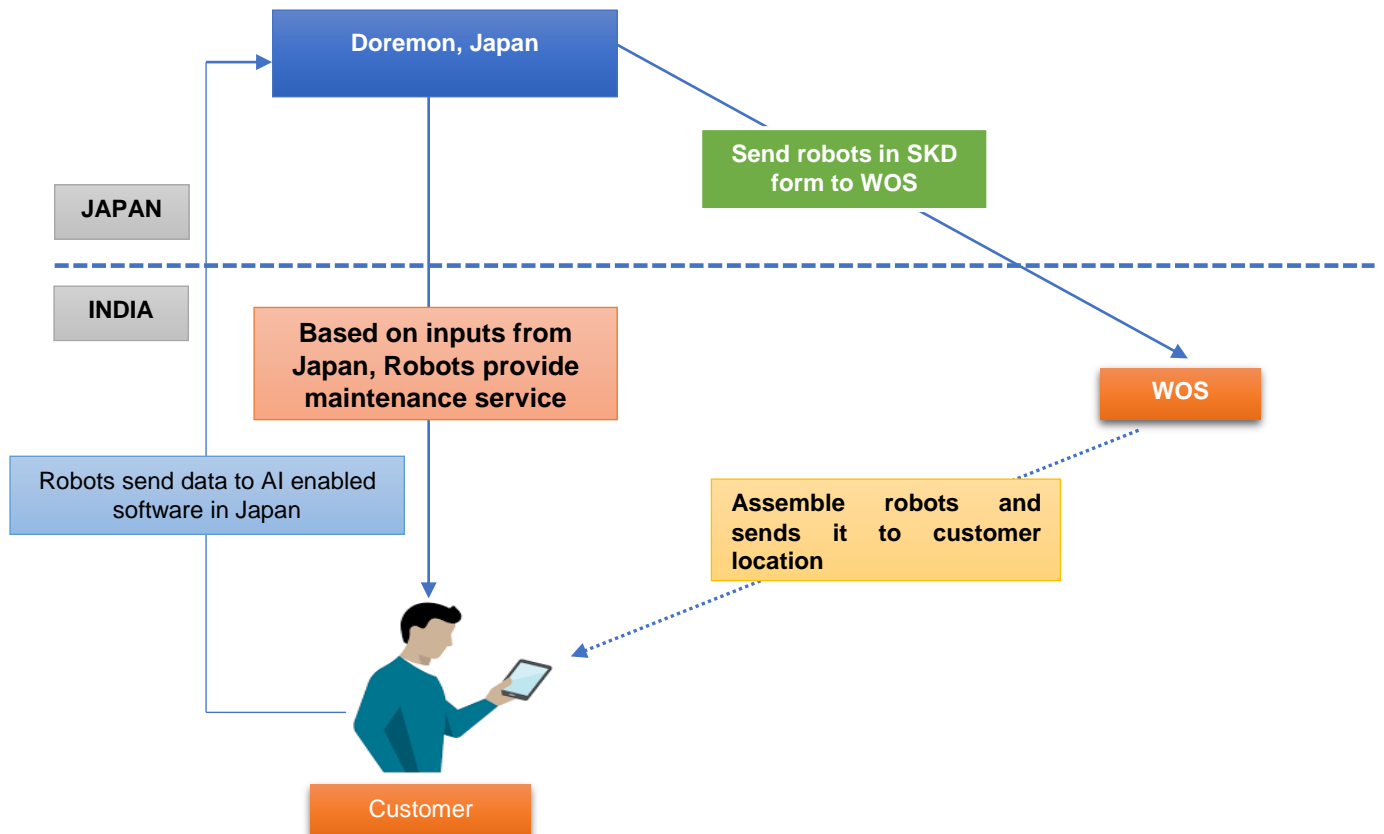 Doremon, Japan
Send robots in SKD
form to WOS
JAPAN
INDIA
Based on inputs from
Japan, Robots provide
maintenance service
WOS
Robots send data to AI enabled
software in Japan
Assemble robots and
sends it to customer
location
Customer